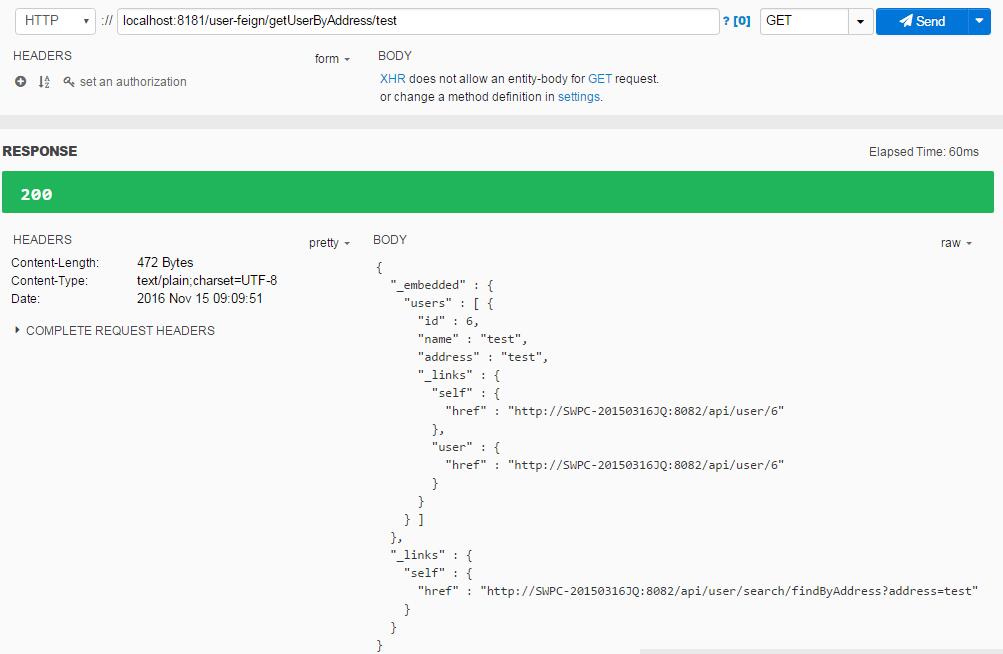 HTTP :// localhost:8181/user-feign/getUserByAddress/test ? [0] GET Send
HEADERS form BODY
set an authorization
XHR does not allow an entity-body for GET request.
or change a method definition in settings.
RESPONSE Elapsed Time: 60ms
200
HEADERS pretty BODY raw
Content-Length: 472 Bytes
Content-Type: text/plain;charset=UTF-8
Date: 2016 Nov 15 09:09:51
COMPLETE REQUEST HEADERS
{
"_embedded" : {
"users" : [ {
"id" : 6,
"name" : "test",
"address" : "test",
"_links" : {
"self" : {
"href" : "http://SWPC-20150316JQ:8082/api/user/6"
},
"user" : {
"href" : "http://SWPC-20150316JQ:8082/api/user/6"
}
}
} ]
},
"_links" : {
"self" : {
"href" : "http://SWPC-20150316JQ:8082/api/user/search/findByAddress?address=test"
}
}
}